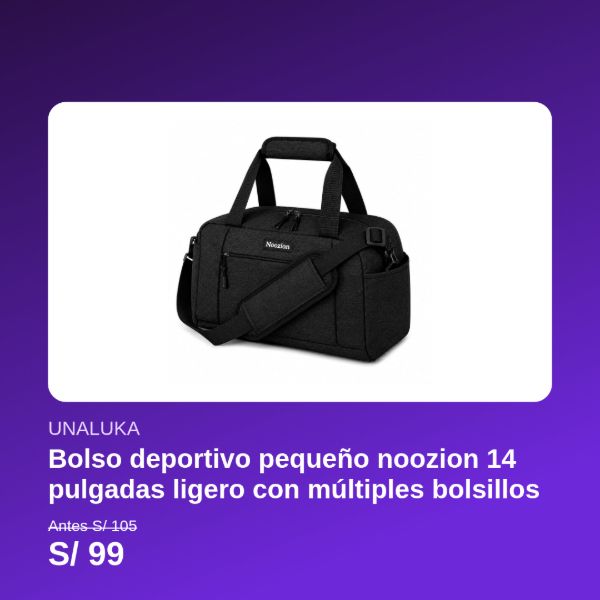 Noozion
UNALUKA
Bolso deportivo pequeño noozion 14
pulgadas ligero con múltiples bolsillos
Antes S/ 105
S/ 99